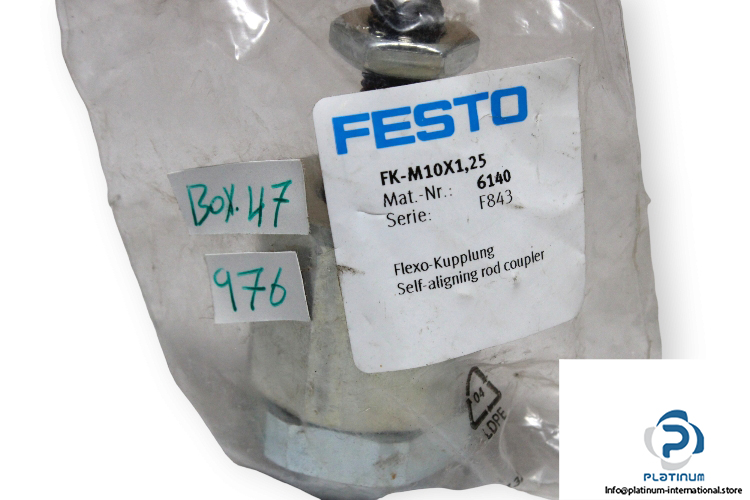 FESTO
FK-M10X1,25
Mat.-Nr.: 6140
Serie: F843
Flexo-Kupplung
Self-aligning rod coupler
BOX.47
976
04
LDPE
PLATINUM
Info@platinum-international.store